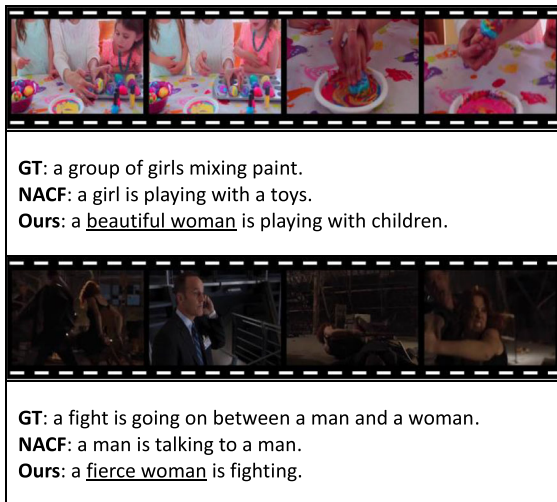 GT: a group of girls mixing paint.
NACF: a girl is playing with a toys.
Ours: a beautiful woman is playing with children.
GT: a fight is going on between a man and a woman.
NACF: a man is talking to a man.
Ours: a fierce woman is fighting.